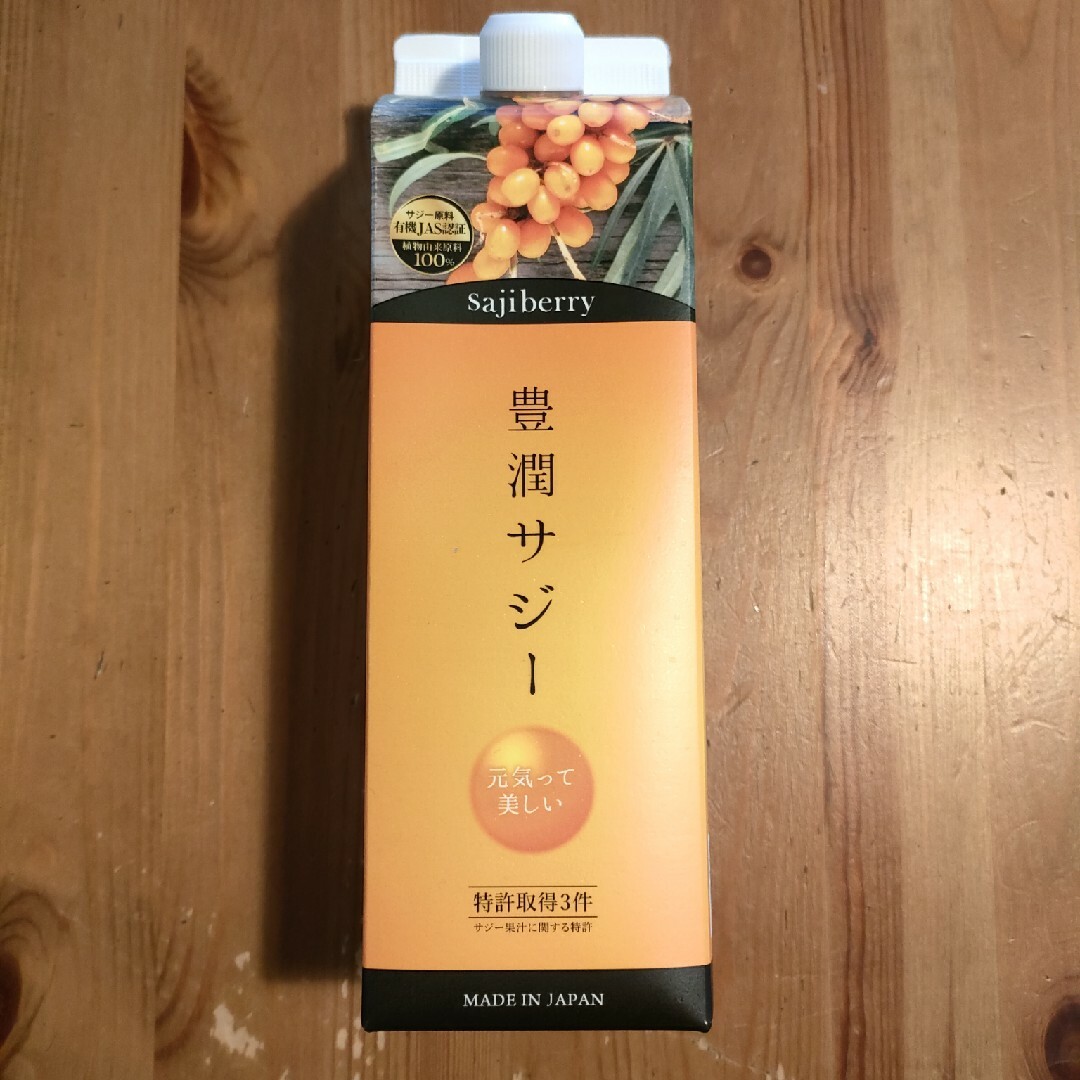 サジー原料
有機JAS認証
植物由来原料
100%
sajiberry
豊潤サジー
元気って
美しい
特許取得3件
サジー果汁に関する特許
MADE IN JAPAN